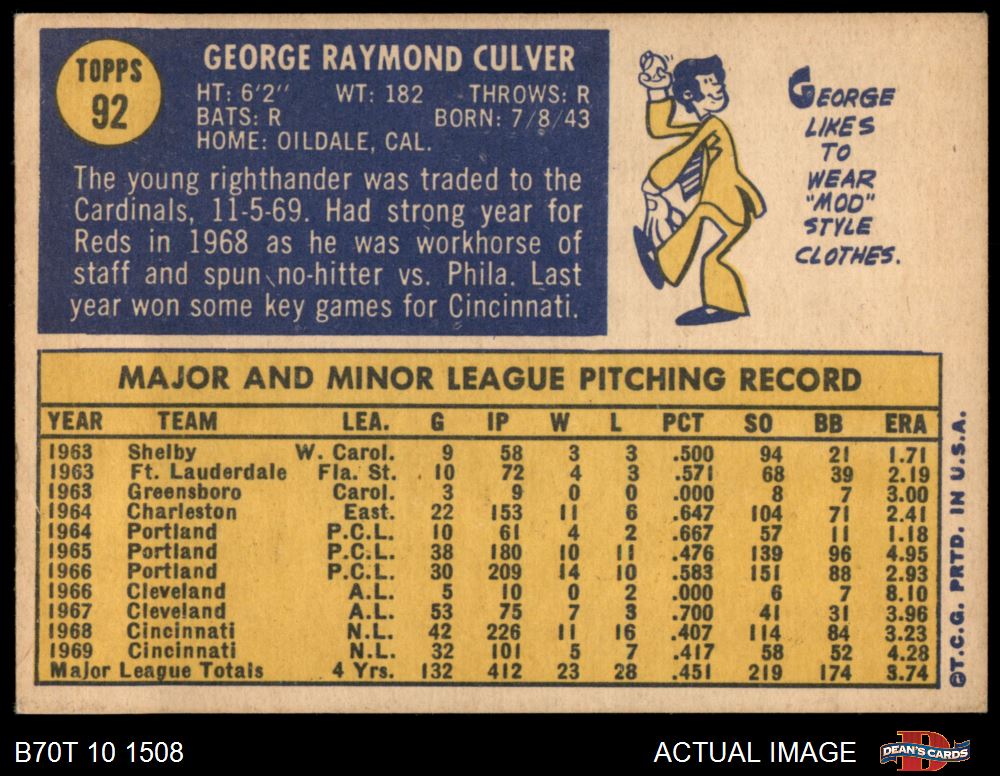 TOPPS
92
GEORGE RAYMOND CULVER
HT: 6'2" WT: 182 THROWS: R
BATS: R BORN: 7/8/43
HOME: OILDALE, CAL.
The young righthander was traded to the
Cardinals, 11-5-69. Had strong year for
Reds in 1968 as he was workhorse of
staff and spun no-hitter vs. Phila. Last
year won some key games for Cincinnati.
GEORGE
LIKES
TO
WEAR
"MOD"
STYLE
CLOTHES.
MAJOR AND MINOR LEAGUE PITCHING RECORD
YEAR TEAM LEA. G IP W L PCT SO BB ERA
1963 Shelby W. Carol. 9 58 3 3 .500 94 21 1.71
1963 Ft. Lauderdale Fla. St. 10 72 4 3 .571 68 39 2.19
1963 Greensboro Carol. 3 9 0 0 .000 8 7 3.00
1964 Charleston East. 22 153 11 6 .647 104 71 2.41
1964 Portland P.C.L. 10 61 4 2 .667 57 11 1.18
1965 Portland P.C.L. 38 180 10 11 .476 139 96 4.95
1966 Portland P.C.L. 30 209 14 10 .583 151 88 2.93
1966 Cleveland A.L. 5 10 0 2 .000 6 7 8.10
1967 Cleveland A.L. 53 75 7 3 .700 41 31 3.96
1968 Cincinnati N.L. 42 226 11 16 .407 114 84 3.23
1969 Cincinnati N.L. 32 101 5 7 .417 58 52 4.28
Major League Totals 4 Yrs. 132 412 23 28 .451 219 174 3.74
©T.C.G. PRTD. IN U.S.A.
B70T 10 1508
ACTUAL IMAGE
DEAN'S CARDS